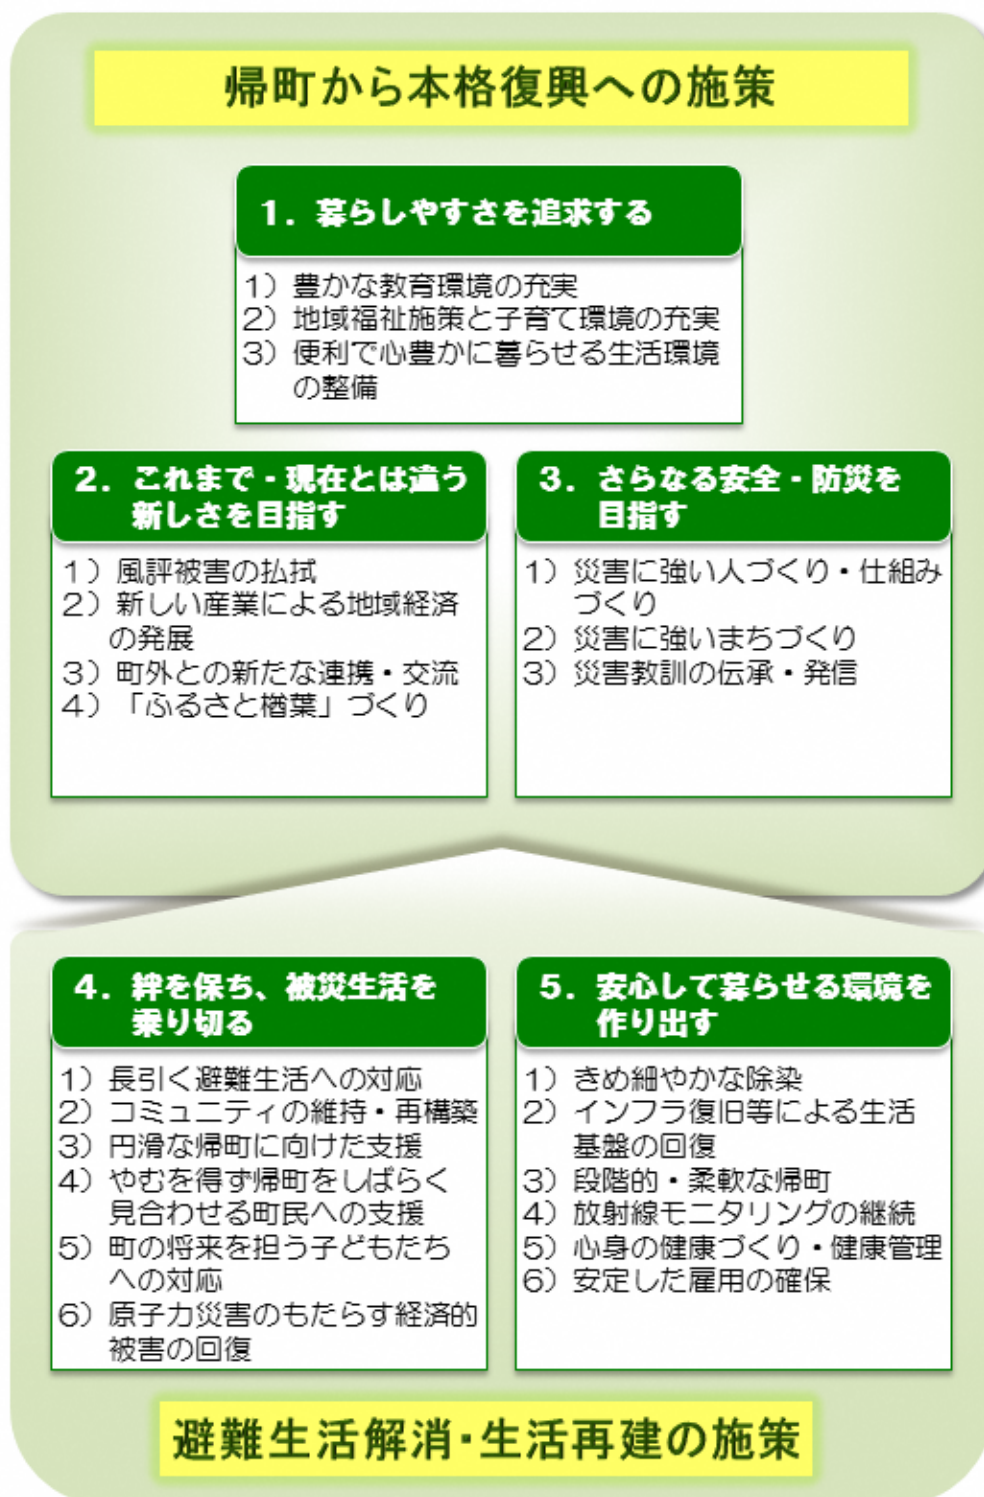 帰町から本格復興への施策
1．暮らしやすさを追求する
1）豊かな教育環境の充実
2）地域福祉施策と子育て環境の充実
3）便利で心豊かに暮らせる生活環境
の整備
2．これまで・現在とは違う
新しさを目指す
1）風評被害の払拭
2）新しい産業による地域経済
の発展
3）町外との新たな連携・交流
4）「ふるさと楢葉」づくり
3．さらなる安全・防災を
目指す
1）災害に強い人づくり・仕組み
づくり
2）災害に強いまちづくり
3）災害教訓の伝承・発信
4．絆を保ち、被災生活を
乗り切る
1）長引く避難生活への対応
2）コミュニティの維持・再構築
3）円滑な帰町に向けた支援
4）やむを得ず帰町をしばらく
見合わせる町民への支援
5）町の将来を担う子どもたち
への対応
6）原子力災害のもたらす経済的
被害の回復
5．安心して暮らせる環境を
作り出す
1）きめ細やかな除染
2）インフラ復旧等による生活
基盤の回復
3）段階的・柔軟な帰町
4）放射線モニタリングの継続
5）心身の健康づくり・健康管理
6）安定した雇用の確保
避難生活解消・生活再建の施策